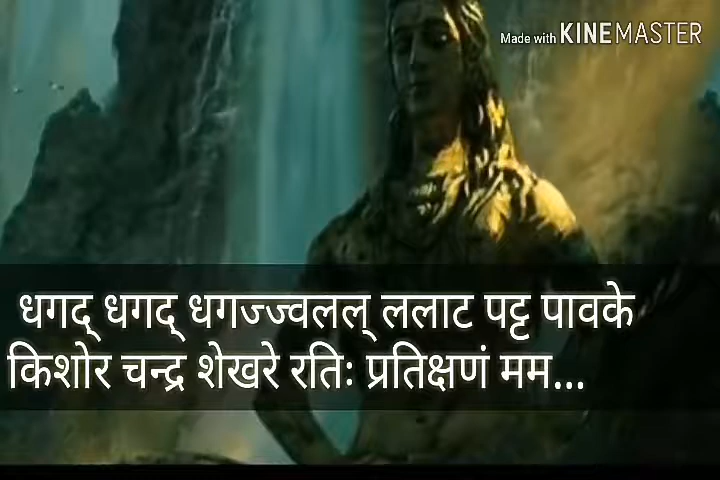 Made with KINEMASTER
धगद् धगद् धगज्ज्वलल् ललाट पट्ट पावके
किशोर चन्द्र शेखरे रतिः प्रतिक्षणं मम...